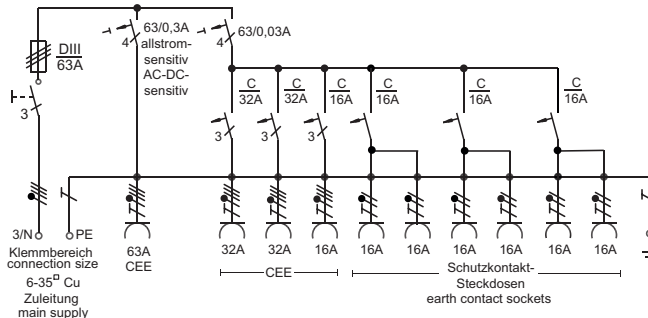 DIII
63A
3
63/0,3A
4
allstrom-
sensitiv
AC-DC-
sensitiv
63/0,03A
4
C
32A
C
32A
C
16A
C
16A
C
16A
C
16A
3
3
3
3/N
PE
Klemmbereich
connection size
6-35□ Cu
Zuleitung
main supply
63A
CEE
32A
32A
16A
16A
16A
16A
16A
16A
16A
CEE
Schutzkontakt-
Steckdosen
earth contact sockets